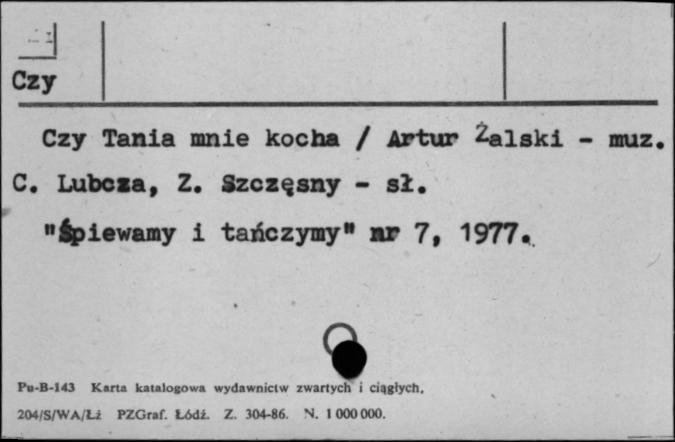 Czy
Czy Tania mnie kocha / Artur Żalski - muz.
C. Lubcza, Z. Szczęsny - sł.
"Śpiewamy i tańczymy" nr 7, 1977.
Pu-B-143 Karta katalogowa wydawnictw zwartych i ciągłych.
204/S/WA/Łż PZGraf. Łódź. Z. 304-86. N. 1 000 000.